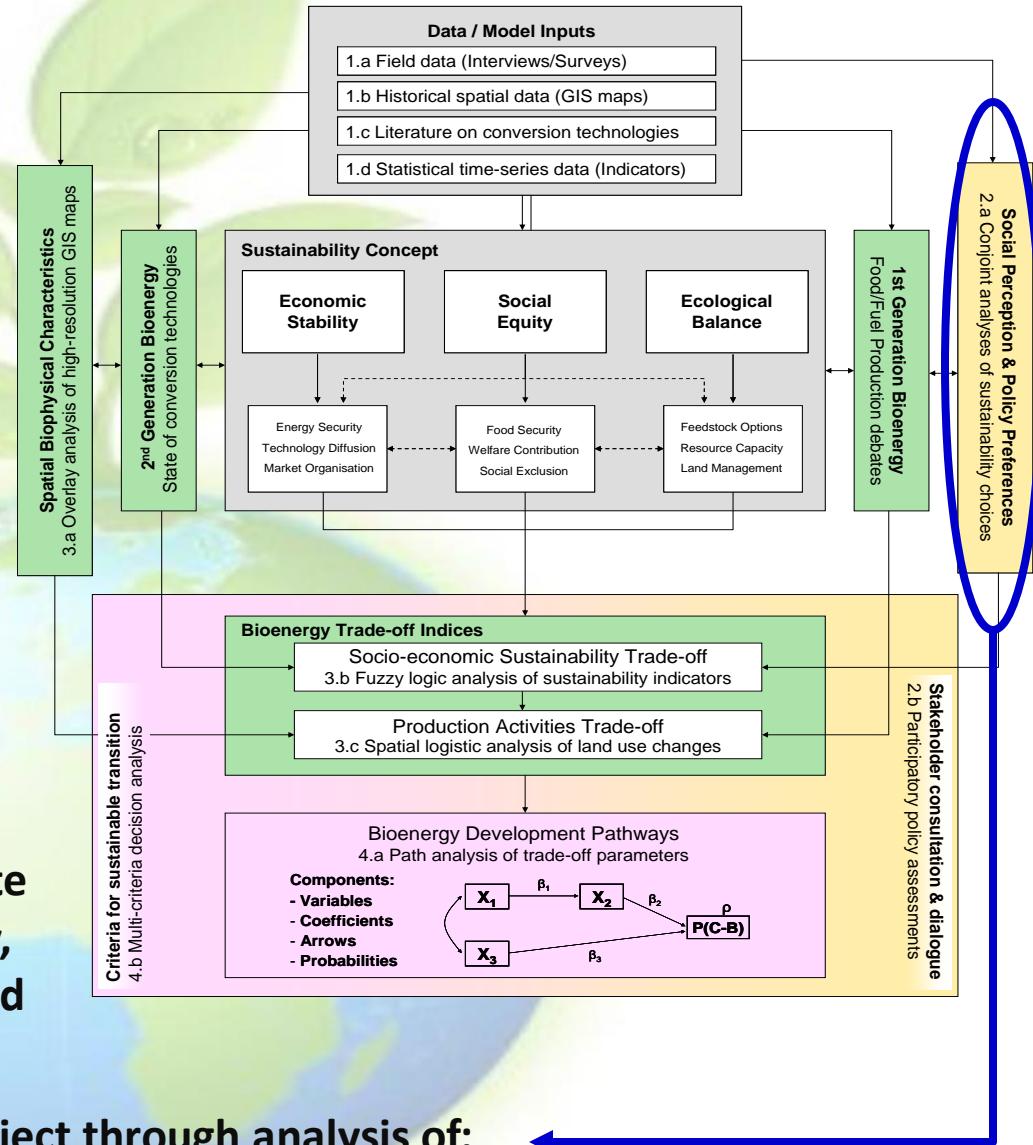 Data / Model Inputs
1.a Field data (Interviews/Surveys)
1.b Historical spatial data (GIS maps)
1.c Literature on conversion technologies
1.d Statistical time-series data (Indicators)
Spatial Biophysical Characteristics
3.a Overlay analysis of high-resolution GIS maps
2nd Generation Bioenergy
State of conversion technologies
Sustainability Concept
Economic
Stability
Social
Equity
Ecological
Balance
Energy Security
Technology Diffusion
Market Organisation
Food Security
Welfare Contribution
Social Exclusion
Feedstock Options
Resource Capacity
Land Management
1st Generation Bioenergy
Food/Fuel Production debates
Social Perception & Policy Preferences
2.a Conjoint analyses of sustainability choices
Bioenergy Trade-off Indices
Socio-economic Sustainability Trade-off
3.b Fuzzy logic analysis of sustainability indicators
Production Activities Trade-off
3.c Spatial logistic analysis of land use changes
Criteria for sustainable transition
4.b Multi-criteria decision analysis
Stakeholder consultation & dialogue
2.b Participatory policy assessments
Bioenergy Development Pathways
4.a Path analysis of trade-off parameters
Components:
- Variables
- Coefficients
- Arrows
- Probabilities
X1
β1
X2
β2
ρ
P(C-B)
X3
β3
through analysis of: